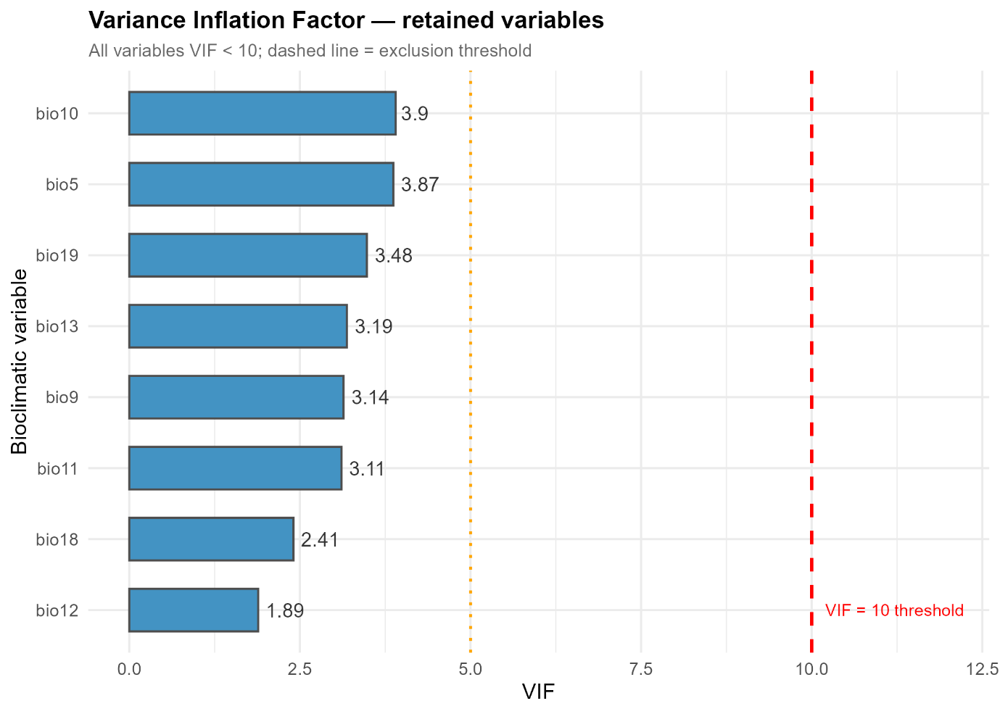 Variance Inflation Factor — retained variables
All variables VIF < 10; dashed line = exclusion threshold
Bioclimatic variable
bio10
3.9
bio5
3.87
bio19
3.48
bio13
3.19
bio9
3.14
bio11
3.11
bio18
2.41
bio12
1.89
VIF = 10 threshold
0.0 2.5 5.0 7.5 10.0 12.5
VIF